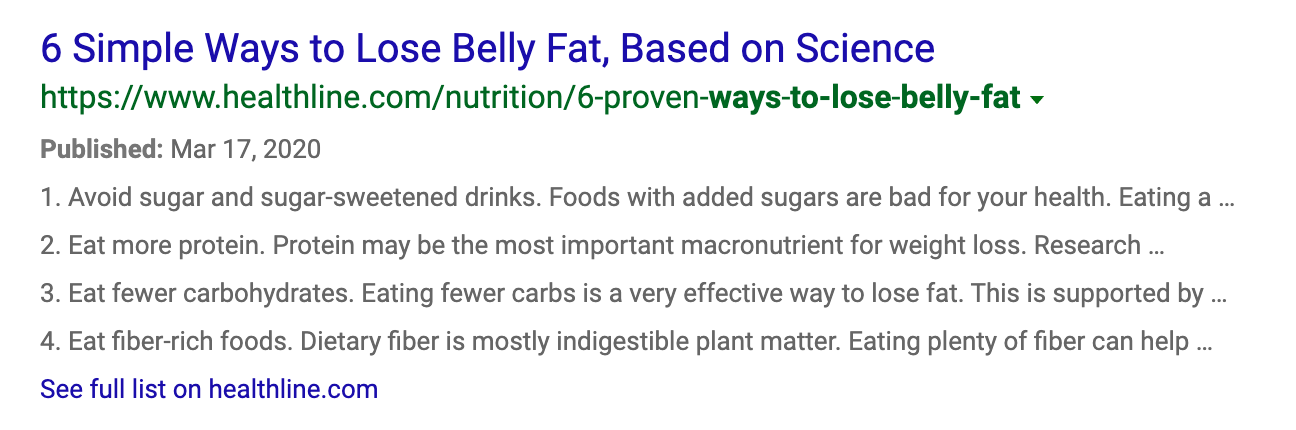 6 Simple Ways to Lose Belly Fat, Based on Science
https://www.healthline.com/nutrition/6-proven-ways-to-lose-belly-fat
Published: Mar 17, 2020
1. Avoid sugar and sugar-sweetened drinks. Foods with added sugars are bad for your health. Eating a ...
2. Eat more protein. Protein may be the most important macronutrient for weight loss. Research ...
3. Eat fewer carbohydrates. Eating fewer carbs is a very effective way to lose fat. This is supported by ...
4. Eat fiber-rich foods. Dietary fiber is mostly indigestible plant matter. Eating plenty of fiber can help ...
See full list on healthline.com